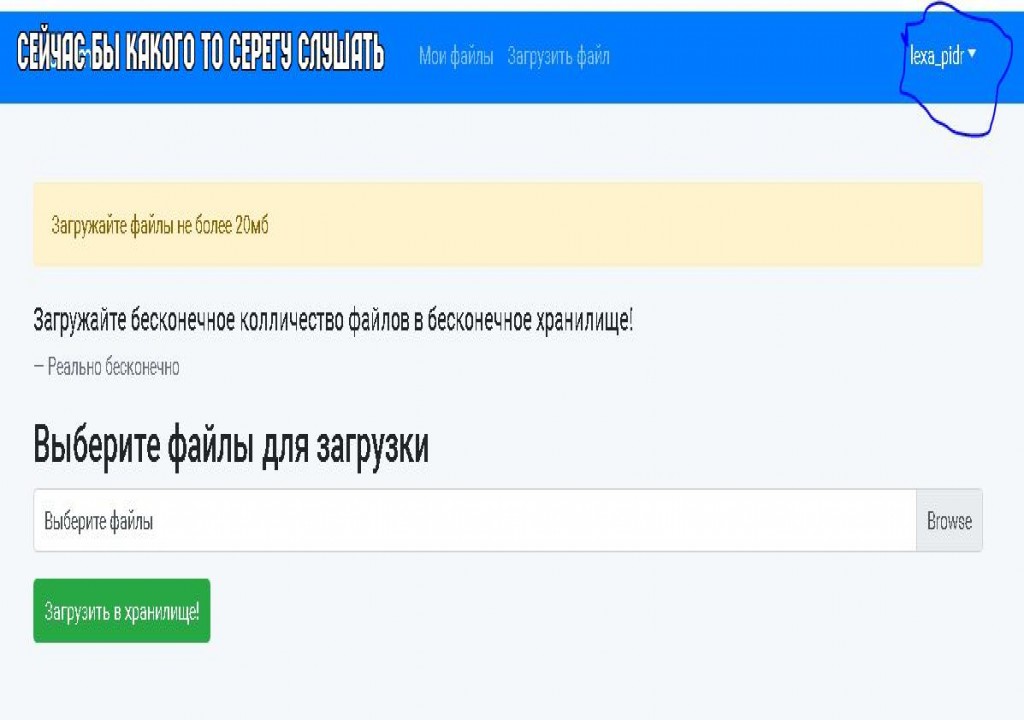 СЕЙЧАС БЫ КАКОГО ТО СЕРЕГУ СЛУШАТЬ
Мои файлы Загрузить файл lexa_pidr
Загружайте файлы не более 20мб
Загружайте бесконечное колличество файлов в бесконечное хранилище!
— Реально бесконечно
Выберите файлы для загрузки
Выберите файлы Browse
Загрузить в хранилище!